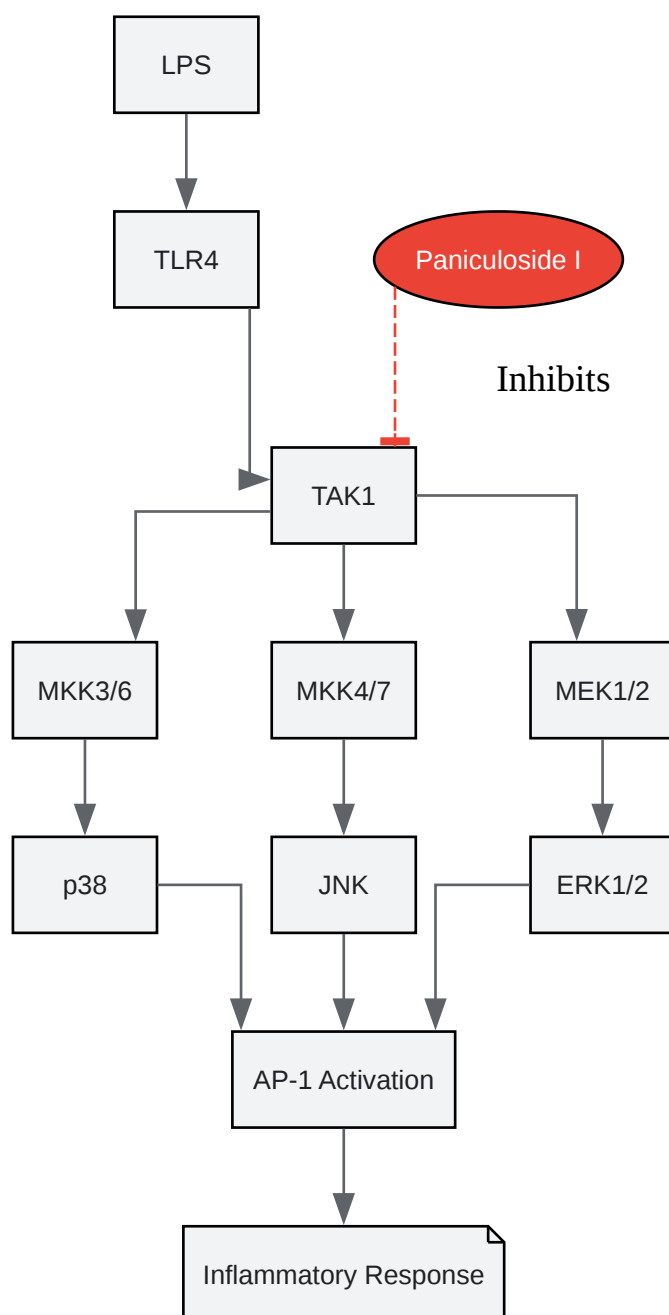 LPS
TLR4
Paniculoside I
Inhibits
TAK1
MKK3/6
MKK4/7
MEK1/2
p38
JNK
ERK1/2
AP-1 Activation
Inflammatory Response